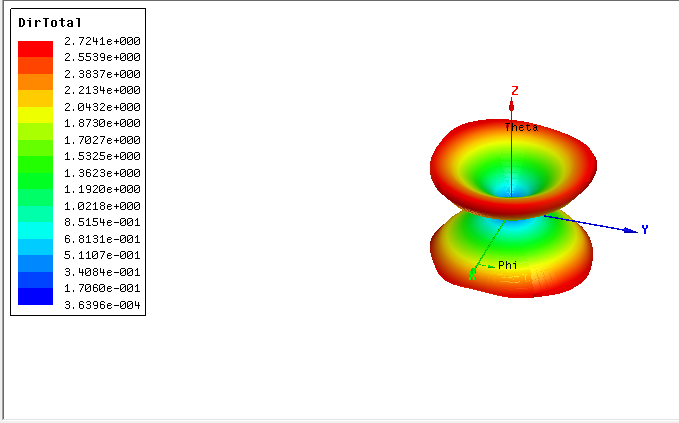 DirTotal
2.7241e+000
2.5539e+000
2.3837e+000
2.2134e+000
2.0432e+000
1.8730e+000
1.7027e+000
1.5325e+000
1.3623e+000
1.1920e+000
1.0218e+000
8.5154e-001
6.8131e-001
5.1107e-001
3.4084e-001
1.7060e-001
3.6396e-004
Z
Theta
Y
Phi